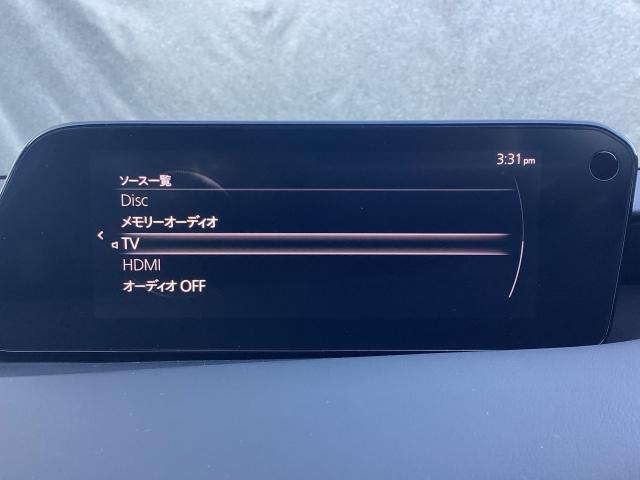 3:31 pm
ソース一覧
Disc
メモリーオーディオ
TV
HDMI
オーディオ OFF